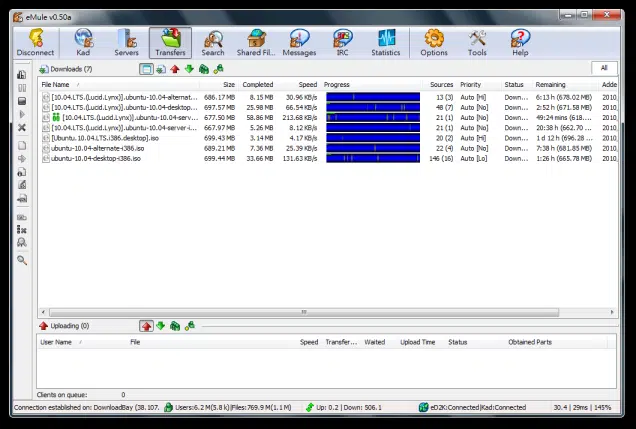 eMule v0.50a
Disconnect Kad Servers Transfers Search Shared Fil... Messages IRC Statistics Options Tools Help
Downloads (7) All
File Name Size Completed Speed Progress Sources Priority Status Remaining Adde
[10.04.LTS.(Lucid.Lynx)].ubuntu-10.04-alternat... 686.17 MB 8.15 MB 30.96 KB/s 13 (3) Auto [Hi] Down... 6:13 h (678.02 MB) 2010,
[10.04.LTS.(Lucid.Lynx)].ubuntu-10.04-desktop... 697.57 MB 25.98 MB 66.54 KB/s 48 (7) Auto [No] Down... 2:52 h (671.58 MB) 2010,
[10.04.LTS.(Lucid.Lynx)].ubuntu-10.04-serv... 677.50 MB 58.86 MB 213.68 KB/s 21 (1) Auto [No] Down... 49:24 mins (618.... 2010,
[10.04.LTS.(Lucid.Lynx)].ubuntu-10.04-server-i... 667.97 MB 5.26 MB 8.12 KB/s 21 (1) Auto [No] Down... 20:38 h (662.70 ... 2010,
[Ubuntu.10.04.LTS.i386.desktop].iso 699.43 MB 3.14 MB 4.17 KB/s 20 (2) Auto [Hi] Down... 1 d 12 h (696.28 ... 2010,
ubuntu-10.04-alternate-i386.iso 689.21 MB 7.36 MB 25.39 KB/s 22 (4) Auto [No] Down... 7:38 h (681.85 MB) 2010,
ubuntu-10.04-desktop-i386.iso 699.44 MB 33.66 MB 131.63 KB/s 146 (16) Auto [Lo] Down... 1:26 h (665.78 MB) 2010,
Uploading (0)
User Name File Speed Transfer... Waited Upload Time Status Obtained Parts
Clients on queue: 0
Connection established on: DownloadBay (38.107. Users:6.2 M(5.8 k)|Files:769.9 M(1.1 M) Up: 0.2 | Down: 506.1 eD2K:Connected|Kad:Connected 30.4 | 29ms | 145%